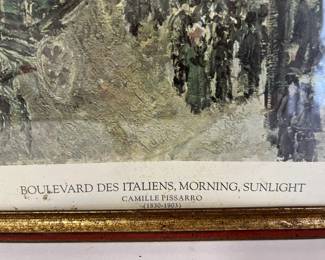 BOULEVARD DES ITALIENS, MORNING, SUNLIGHT
CAMILLE PISSARRO
(1830-1903)